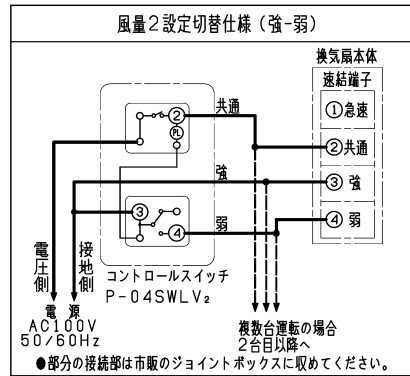 風量2設定切替仕様（強-弱）
換気扇本体
速結端子
①急速
②共通
③ 強
④ 弱
共通
強
弱
②
PL
③
④
コントロールスイッチ
P-04SWLV₂
電圧側
接地側
電 源
AC100V
50/60Hz
複数台運転の場合
2台目以降へ
●部分の接続部は市販のジョイントボックスに収めてください。